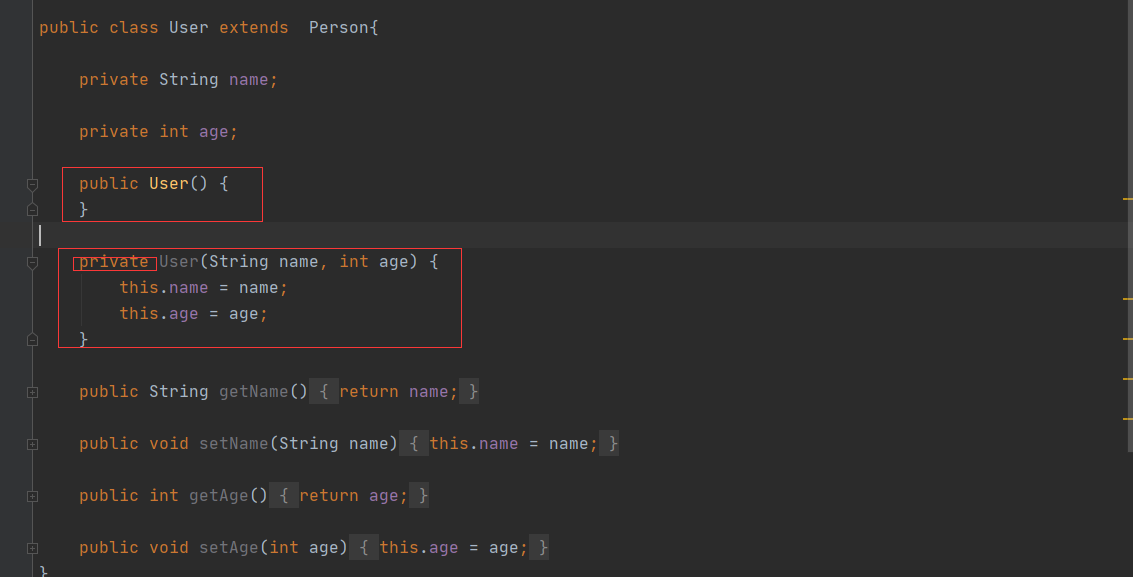 public class User extends  Person{
private String name;
private int age;
public User() {
}
private User(String name, int age) {
this.name = name;
this.age = age;
}
public String getName() { return name; }
public void setName(String name) { this.name = name; }
public int getAge() { return age; }
public void setAge(int age) { this.age = age; }
}